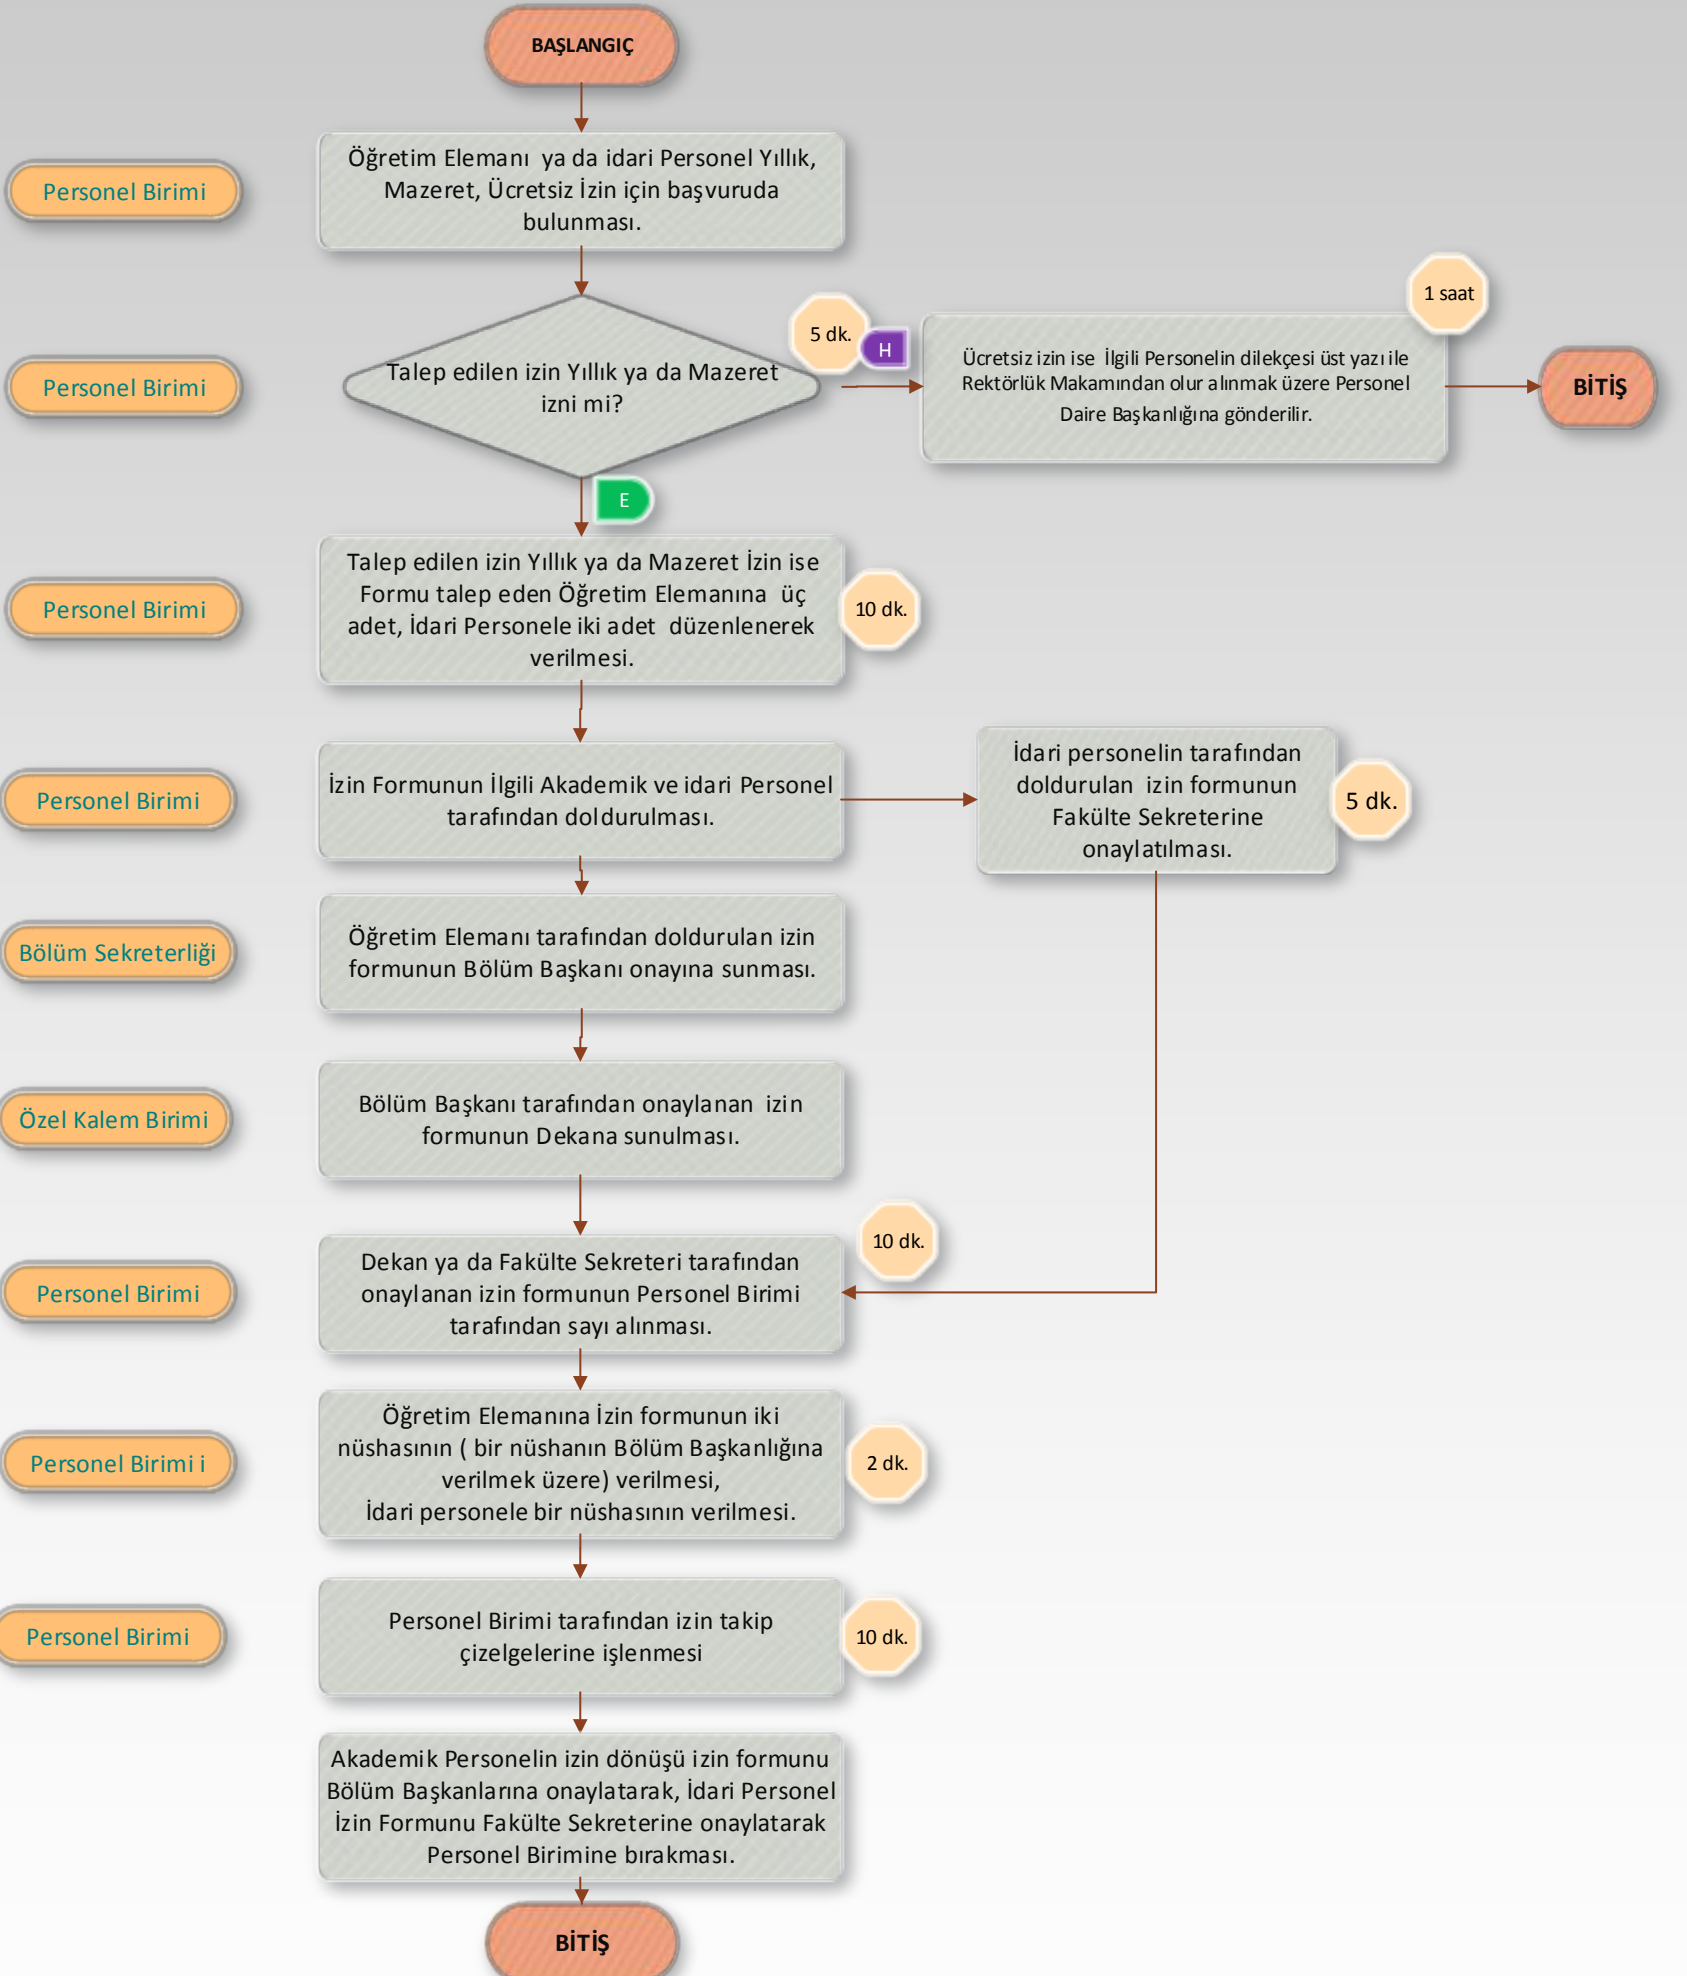 BAŞLANGIÇ
Personel Birimi
Öğretim Elemanı ya da idari Personel Yıllık,
Mazeret, Ücretsiz İzin için başvuruda
bulunması.
Personel Birimi
Talep edilen izin Yıllık ya da Mazeret
izni mi?
5 dk.
H
1 saat
Ücretsiz izin ise İlgili Personelin dilekçesi üst yazı ile
Rektörlük Makamından olur alınmak üzere Personel
Daire Başkanlığına gönderilir.
BİTİŞ
E
Personel Birimi
Talep edilen izin Yıllık ya da Mazeret İzin ise
Formu talep eden Öğretim Elemanına üç
adet, İdari Personele iki adet düzenlenerek
verilmesi.
10 dk.
Personel Birimi
İzin Formunun İlgili Akademik ve idari Personel
tarafından doldurulması.
İdari personelin tarafından
doldurulan izin formunun
Fakülte Sekreterine
onaylatılması.
5 dk.
Bölüm Sekreterliği
Öğretim Elemanı tarafından doldurulan izin
formunun Bölüm Başkanı onayına sunması.
Özel Kalem Birimi
Bölüm Başkanı tarafından onaylanan izin
formunun Dekana sunulması.
Personel Birimi
Dekan ya da Fakülte Sekreteri tarafından
onaylanan izin formunun Personel Birimi
tarafından sayı alınması.
10 dk.
Personel Birimi i
Öğretim Elemanına İzin formunun iki
nüshasının ( bir nüshanın Bölüm Başkanlığına
verilmek üzere) verilmesi,
İdari personele bir nüshasının verilmesi.
2 dk.
Personel Birimi
Personel Birimi tarafından izin takip
çizelgelerine işlenmesi
10 dk.
Akademik Personelin izin dönüşü izin formunu
Bölüm Başkanlarına onaylatarak, İdari Personel
İzin Formunu Fakülte Sekreterine onaylatarak
Personel Birimine bırakması.
BİTİŞ